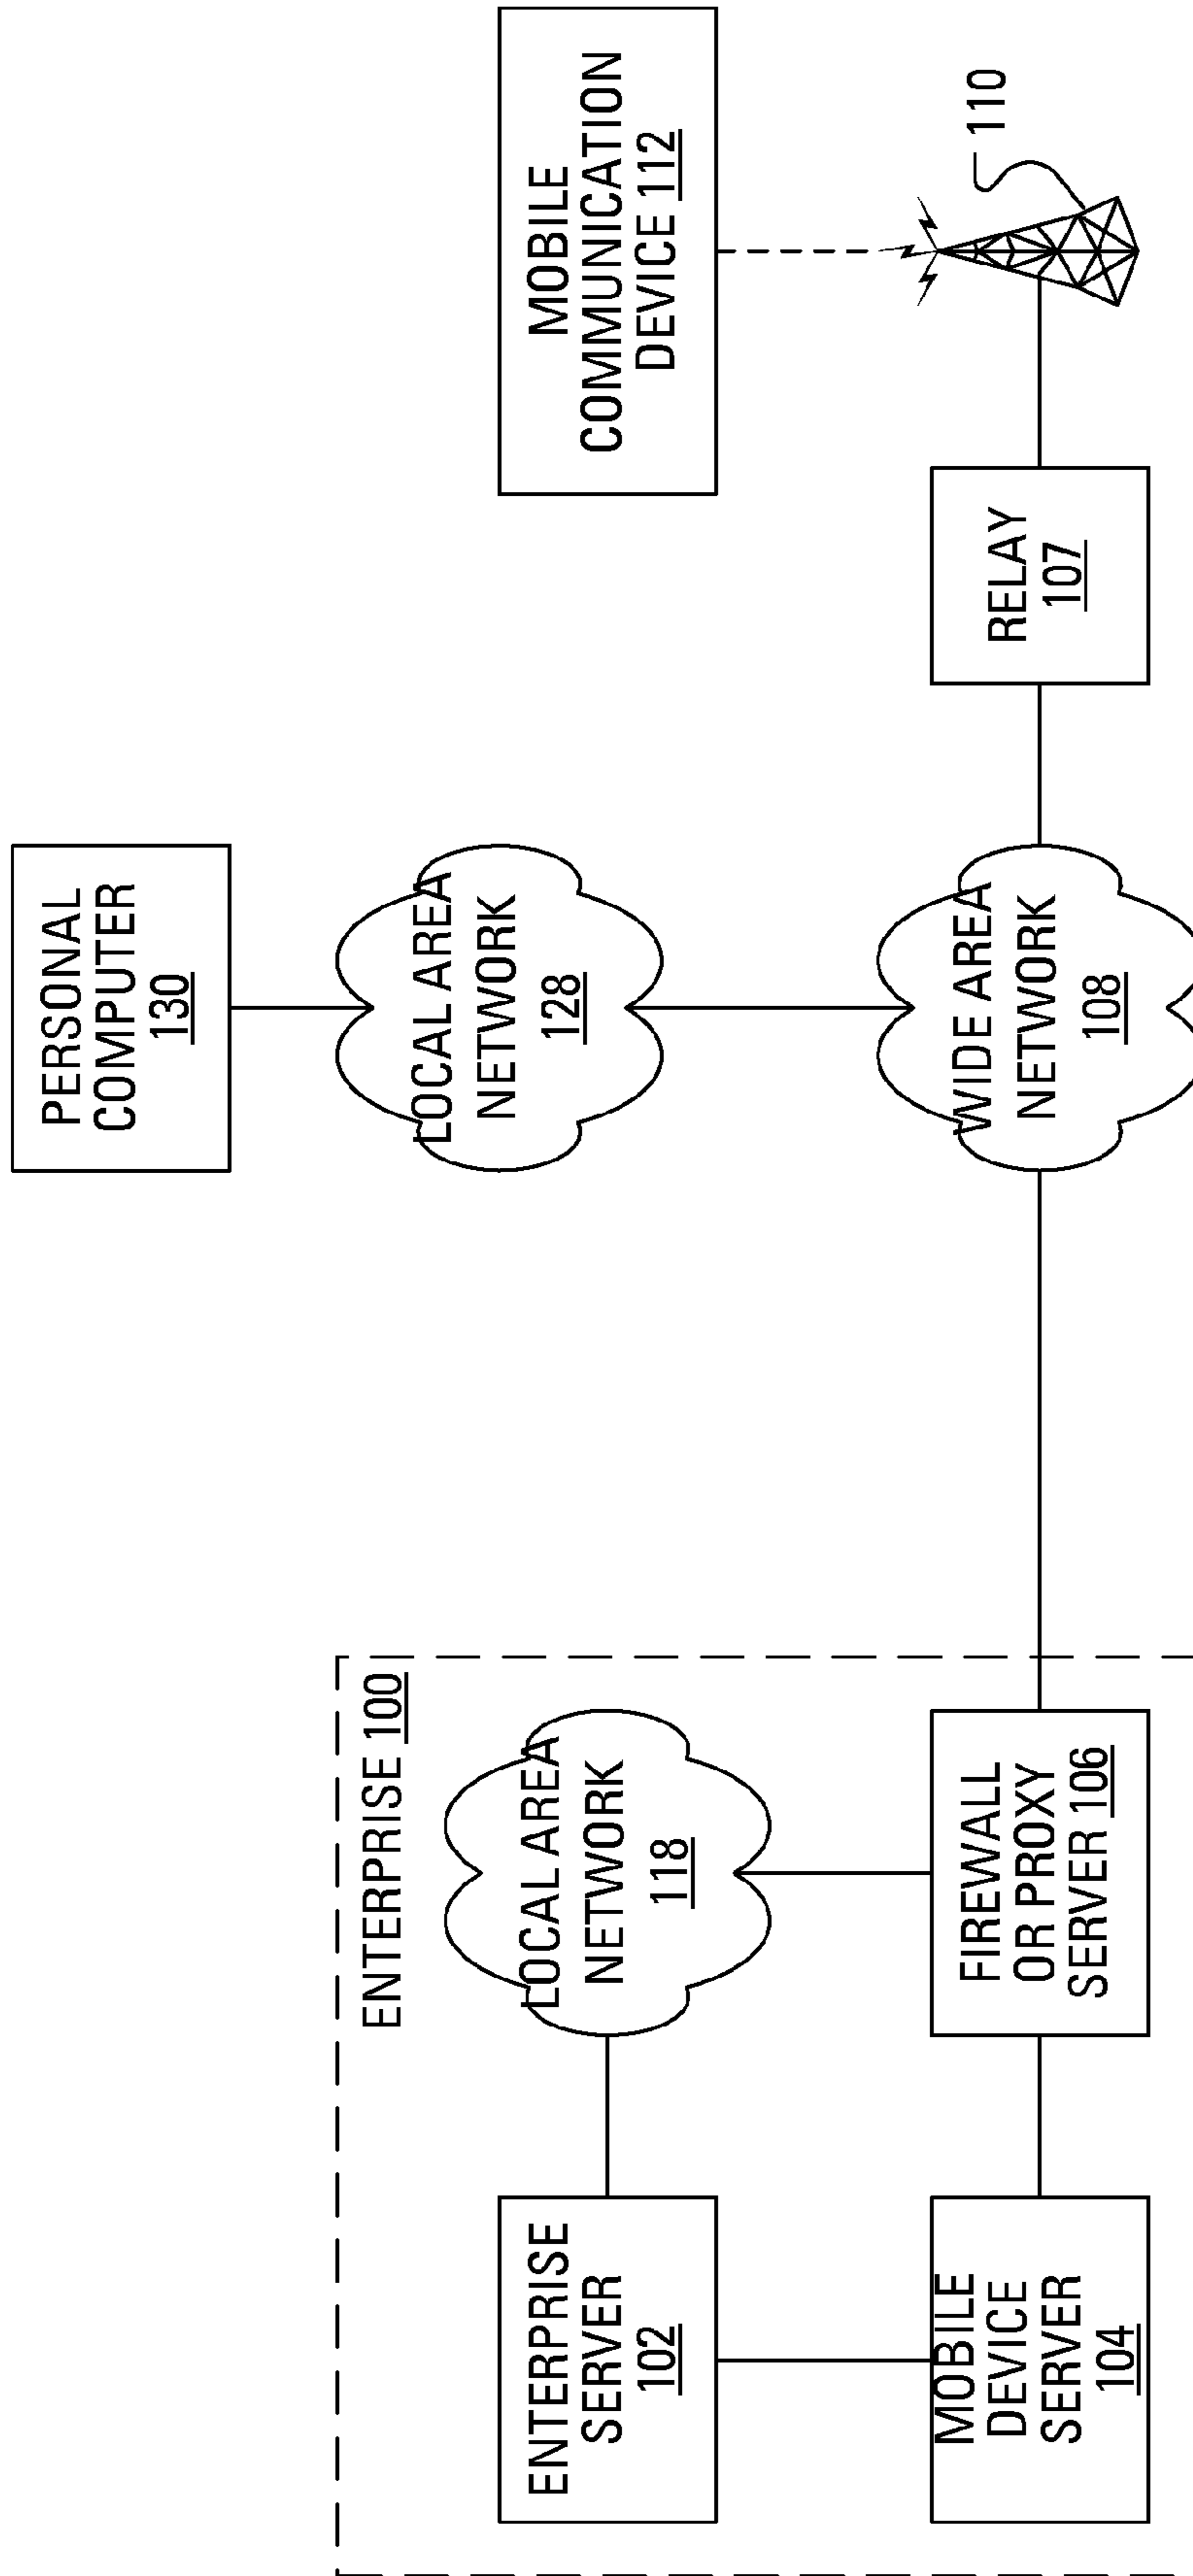 PERSONAL
COMPUTER
130
MOBILE
COMMUNICATION
DEVICE 112
LOCAL AREA
NETWORK
128
110
ENTERPRISE 100
LOCAL AREA
NETWORK
118
ENTERPRISE
SERVER
102
MOBILE
DEVICE
SERVER
104
FIREWALL
OR PROXY
SERVER 106
WIDE AREA
NETWORK
108
RELAY
107